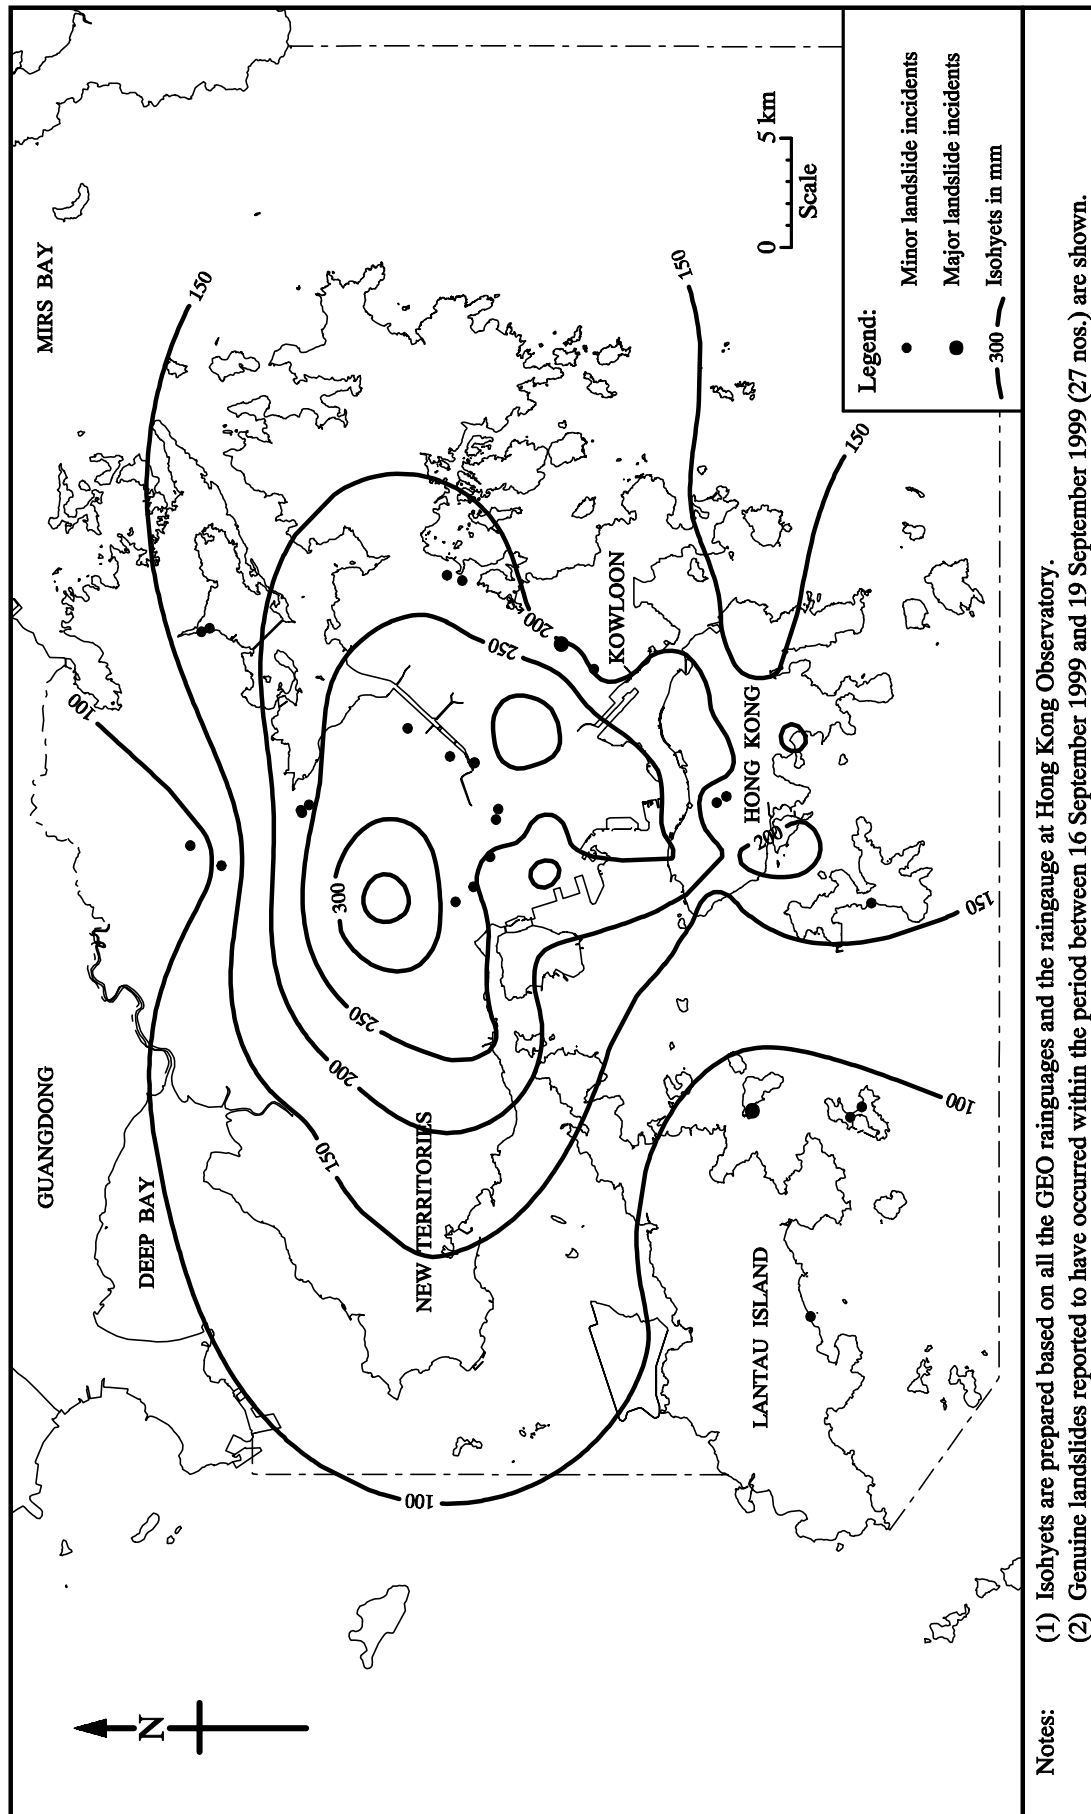 MIRS BAY
GUANGDONG
DEEP BAY
NEW TERRITORIES
KOWLOON
HONG KONG
LANTAU ISLAND
150
100
200
250
300
250
200
150
100
150
150
200
150
100
N
0 5 km
Scale
Legend:
Minor landslide incidents
Major landslide incidents
300 Isohyets in mm
Notes: (1) Isohyets are prepared based on all the GEO rainguages and the raingauge at Hong Kong Observatory.
(2) Genuine landslides reported to have occurred within the period between 16 September 1999 and 19 September 1999 (27 nos.) are shown.